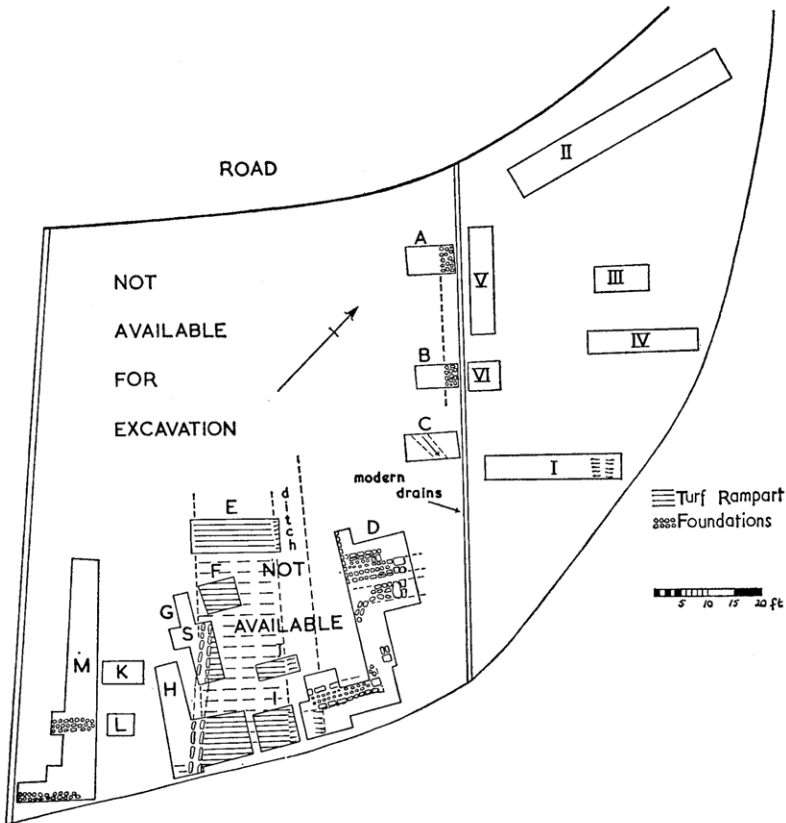 ROAD
II
A
NOT
V
III
AVAILABLE
IV
B
FOR
VI
C
EXCAVATION
I
modern
drains
Turf Rampart
Foundations
5 10 15 20 ft
E
ditch
D
F
NOT
G
S
AVAILABLE
J
M
K
H
I
L